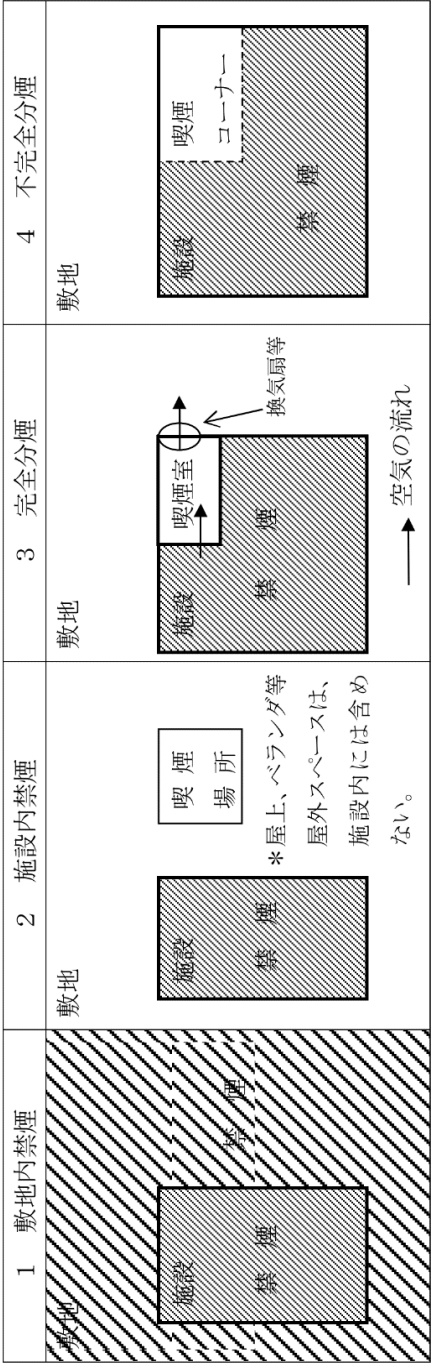 1 敷地内禁煙
敷地
施設
禁煙
禁煙
2 施設内禁煙
敷地
施設
禁煙
喫煙
場所
＊屋上、ベランダ等
屋外スペースは、
施設内には含め
ない。
3 完全分煙
敷地
施設
喫煙室
禁煙
換気扇等
空気の流れ
4 不完全分煙
敷地
施設
喫煙
コーナー
禁煙